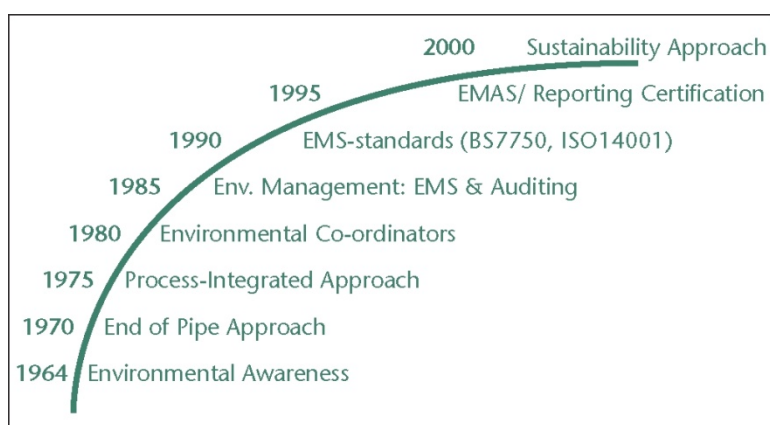 2000 Sustainability Approach
1995 EMAS/ Reporting Certification
1990 EMS-standards (BS7750, ISO14001)
1985 Env. Management: EMS & Auditing
1980 Environmental Co-ordinators
1975 Process-Integrated Approach
1970 End of Pipe Approach
1964 Environmental Awareness